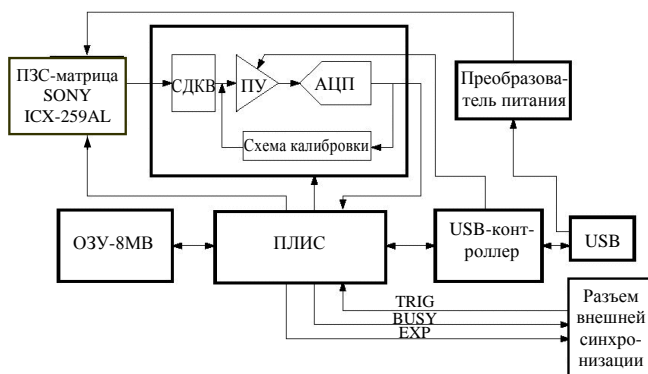 ПЗС-матрица
SONY
ICX-259AL
СДКВ
ПУ
АЦП
Схема калибровки
Преобразова-
тель питания
ОЗУ-8МВ
ПЛИС
USB-конт-
роллер
USB
TRIG
BUSY
EXP
Разъем
внешней
синхро-
низации